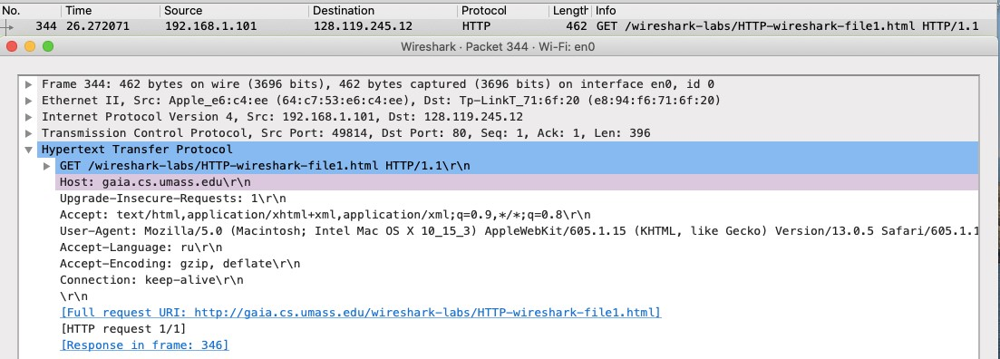 No. Time Source Destination Protocol Length Info
344 26.272071 192.168.1.101 128.119.245.12 HTTP 462 GET /wireshark-labs/HTTP-wireshark-file1.html HTTP/1.1
Wireshark · Packet 344 · Wi-Fi: en0
Frame 344: 462 bytes on wire (3696 bits), 462 bytes captured (3696 bits) on interface en0, id 0
Ethernet II, Src: Apple_e6:c4:ee (64:c7:53:e6:c4:ee), Dst: Tp-LinkT_71:6f:20 (e8:94:f6:71:6f:20)
Internet Protocol Version 4, Src: 192.168.1.101, Dst: 128.119.245.12
Transmission Control Protocol, Src Port: 49814, Dst Port: 80, Seq: 1, Ack: 1, Len: 396
Hypertext Transfer Protocol
GET /wireshark-labs/HTTP-wireshark-file1.html HTTP/1.1\r\n
Host: gaia.cs.umass.edu\r\n
Upgrade-Insecure-Requests: 1\r\n
Accept: text/html,application/xhtml+xml,application/xml;q=0.9,*/*;q=0.8\r\n
User-Agent: Mozilla/5.0 (Macintosh; Intel Mac OS X 10_15_3) AppleWebKit/605.1.15 (KHTML, like Gecko) Version/13.0.5 Safari/605.1.1
Accept-Language: ru\r\n
Accept-Encoding: gzip, deflate\r\n
Connection: keep-alive\r\n
\r\n
[Full request URI: http://gaia.cs.umass.edu/wireshark-labs/HTTP-wireshark-file1.html]
[HTTP request 1/1]
[Response in frame: 346]